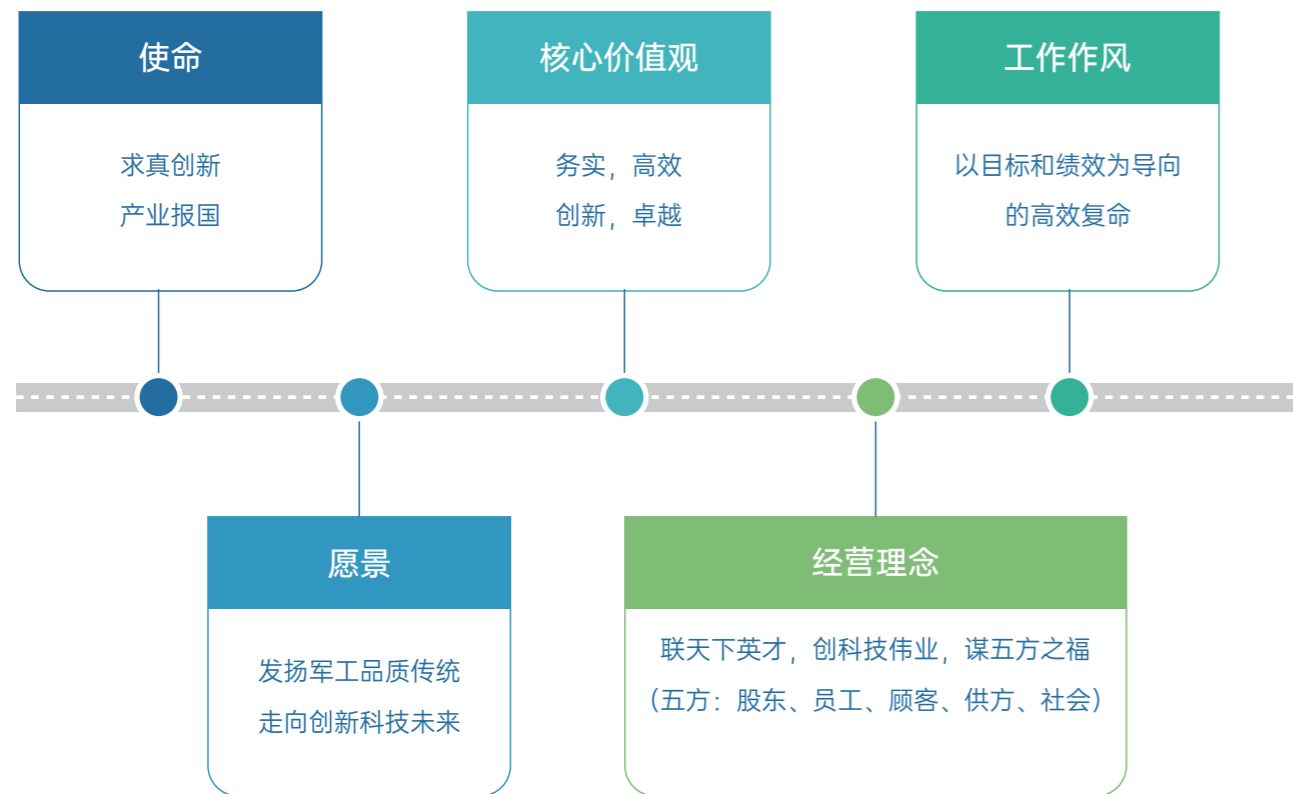 使命
求真创新
产业报国
核心价值观
务实，高效
创新，卓越
工作作风
以目标和绩效为导向
的高效复命
愿景
发扬军工品质传统
走向创新科技未来
经营理念
联天下英才，创科技伟业，谋五方之福
（五方：股东、员工、顾客、供方、社会）